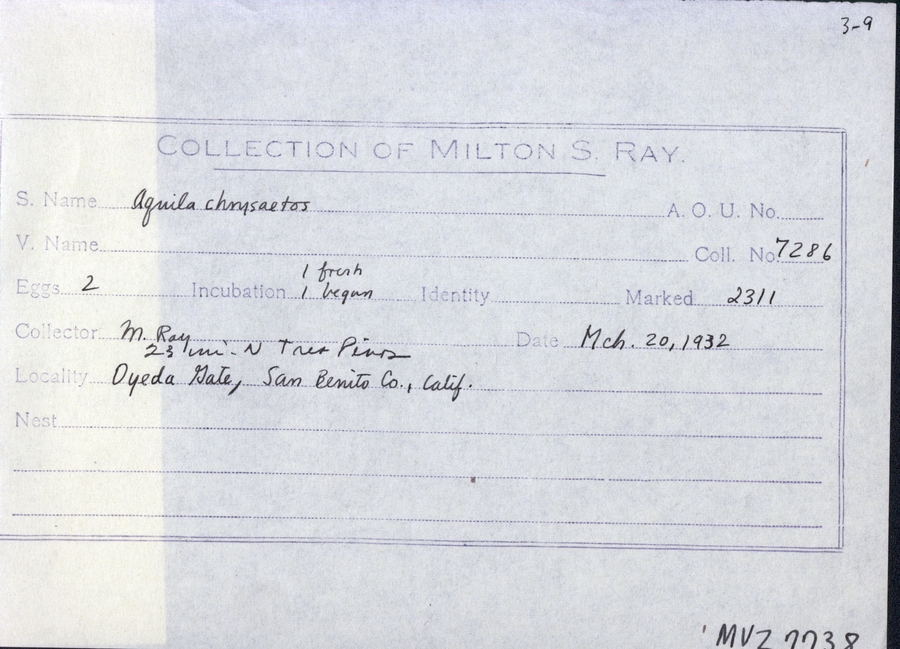 3-9
COLLECTION OF MILTON S. RAY.
S. Name Aquila chrysaetos A. O. U. No.
V. Name Coll. No 7286
1 fresh
Eggs 2 Incubation 1 begun Identity Marked 2311
Collector M. Ray Date Mch. 20, 1932
23 mi. N Tres Pinos
Locality Oyeda Gate, San Benito Co., Calif.
Nest
MVZ 7738